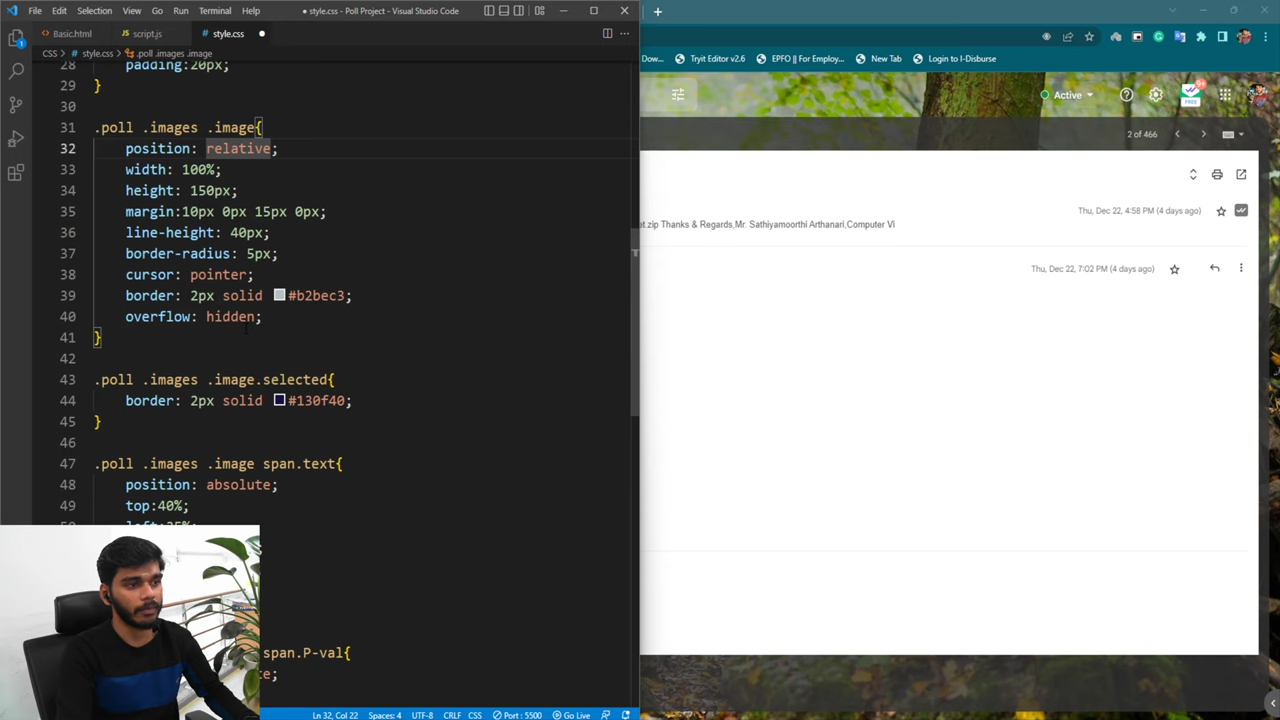 File Edit Selection View Go Run Terminal Help
● style.css - Poll Project - Visual Studio Code
Basic.html
script.js
style.css ●
CSS > style.css > .poll .images .image
28 padding:20px;
29 }
30
31 .poll .images .image{
32 position: relative;
33 width: 100%;
34 height: 150px;
35 margin:10px 0px 15px 0px;
36 line-height: 40px;
37 border-radius: 5px;
38 cursor: pointer;
39 border: 2px solid #b2bec3;
40 overflow: hidden;
41 }
42
43 .poll .images .image.selected{
44 border: 2px solid #130f40;
45 }
46
47 .poll .images .image span.text{
48 position: absolute;
49 top:40%;
span.P-val{
te;
Ln 32, Col 22 Spaces: 4 UTF-8 CRLF CSS Port : 5500 Go Live
Dow... Tryit Editor v2.6 EPFO || For Employ... New Tab Login to I-Disburse
Active
FREE
2 of 466
Thu, Dec 22, 4:58 PM (4 days ago)
et.zip Thanks & Regards,Mr. Sathiyamoorthi Arthanari,Computer Vi
Thu, Dec 22, 7:02 PM (4 days ago)